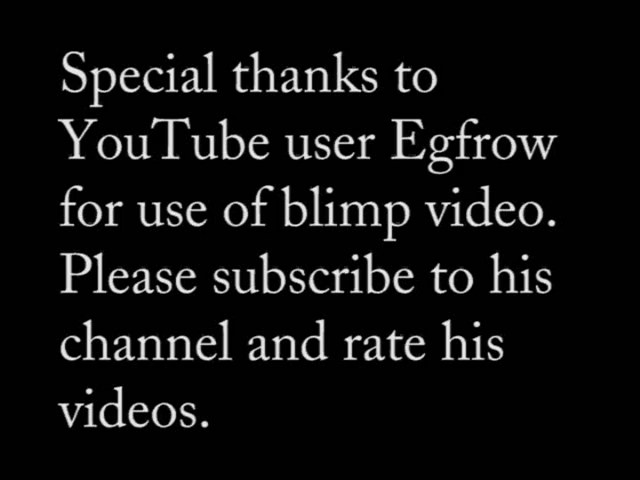 Special thanks to
YouTube user Egfrow
for use of blimp video.
Please subscribe to his
channel and rate his
videos.